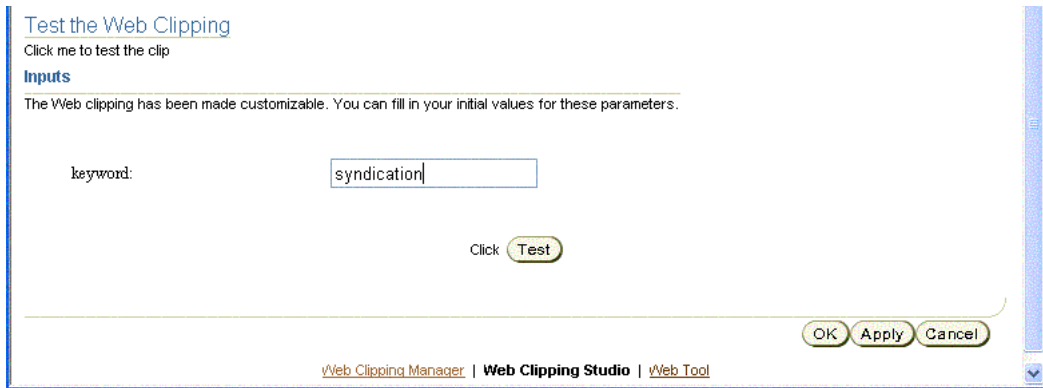 Test the Web Clipping
Click me to test the clip
Inputs
The Web clipping has been made customizable. You can fill in your initial values for these parameters.
keyword: syndication
Click Test
OK Apply Cancel
Web Clipping Manager | Web Clipping Studio | Web Tool